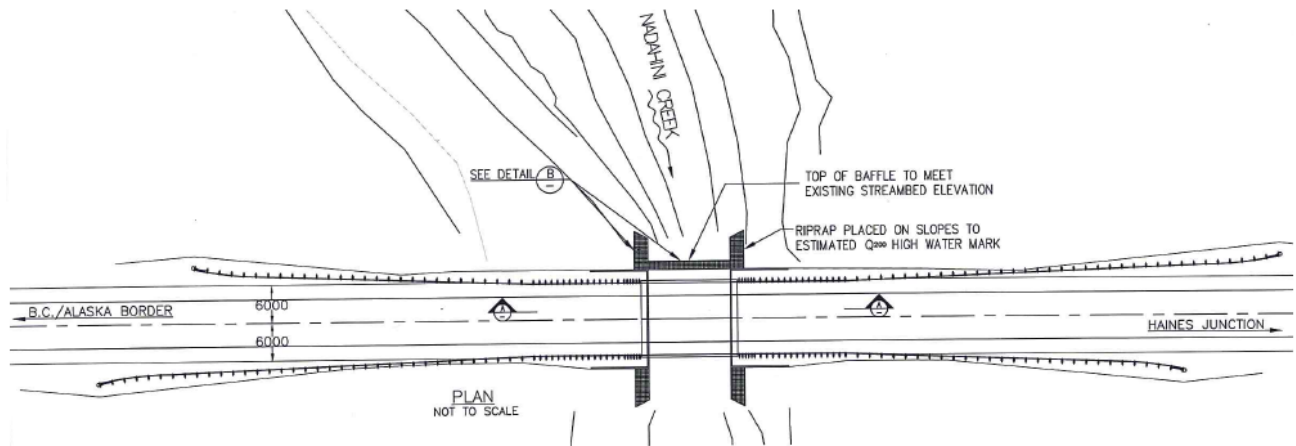 NADAHINI CREEK
SEE DETAIL B
–
TOP OF BAFFLE TO MEET
EXISTING STREAMBED ELEVATION
RIPRAP PLACED ON SLOPES TO
ESTIMATED Q200 HIGH WATER MARK
B.C./ALASKA BORDER
6000
A
–
A
–
6000
HAINES JUNCTION
PLAN
NOT TO SCALE